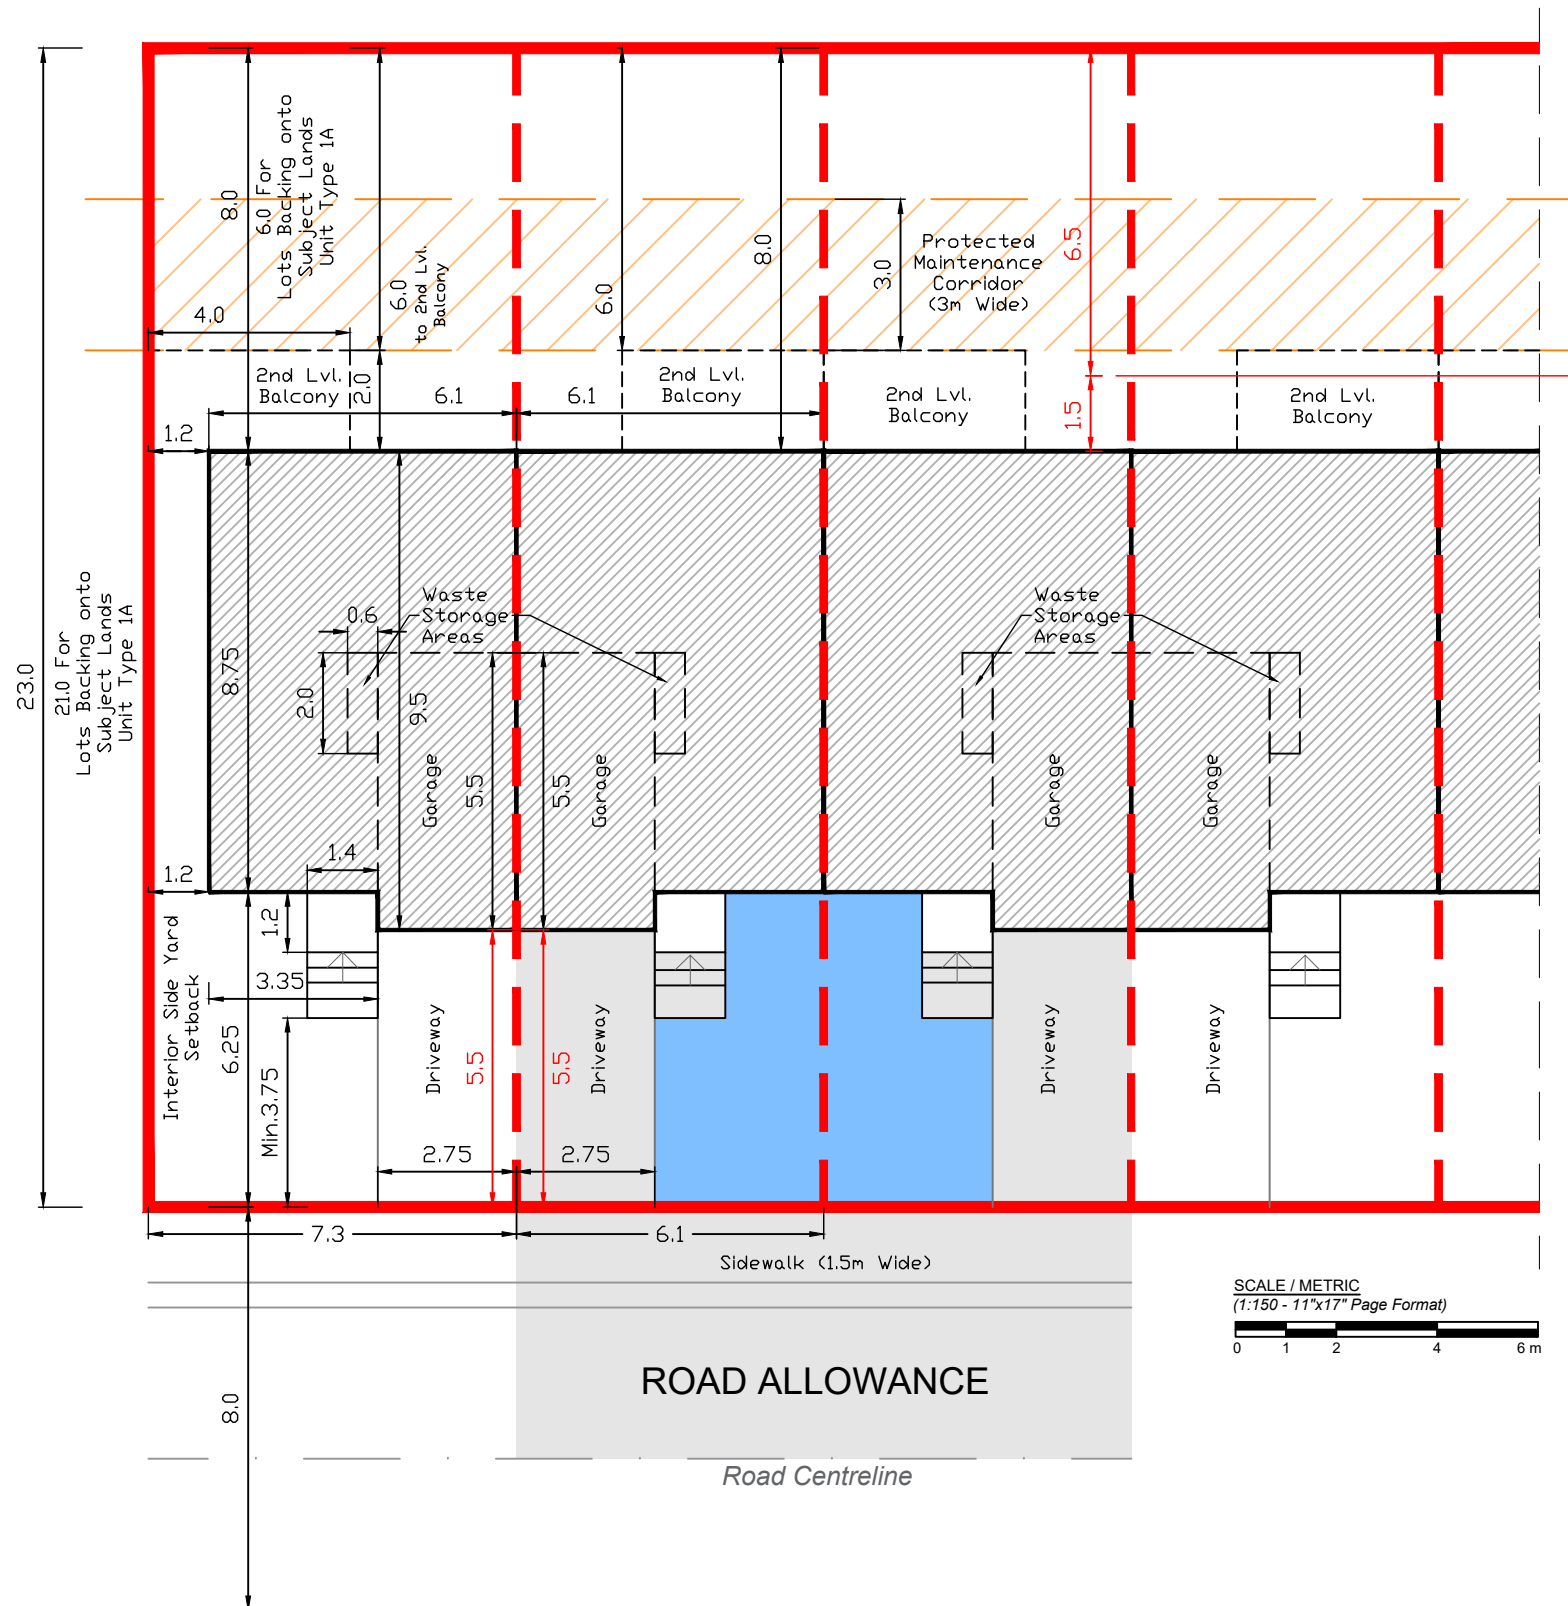 8.0
6.0 For
Lots Backing onto
Subject Lands
Unit Type 1A
6.0
to 2nd Lvl.
Balcony
6.0
8.0
3.0
Protected
Maintenance
Corridor
(3m Wide)
6.5
4.0
2nd Lvl.
Balcony
2.0
6.1
6.1
2nd Lvl.
Balcony
2nd Lvl.
Balcony
1.5
2nd Lvl.
Balcony
1.2
23.0
21.0 For
Lots Backing onto
Subject Lands
Unit Type 1A
8.75
0.6
Waste
Storage
Areas
2.0
9.5
Garage
5.5
5.5
Garage
Waste
Storage
Areas
Garage
Garage
1.4
1.2
1.2
Interior Side Yard
Setback
3.35
6.25
Min.3.75
Driveway
5.5
5.5
Driveway
Driveway
Driveway
2.75
2.75
7.3
6.1
Sidewalk (1.5m Wide)
SCALE / METRIC
(1:150 - 11"x17" Page Format)
0 1 2 4 6 m
8.0
ROAD ALLOWANCE
Road Centreline